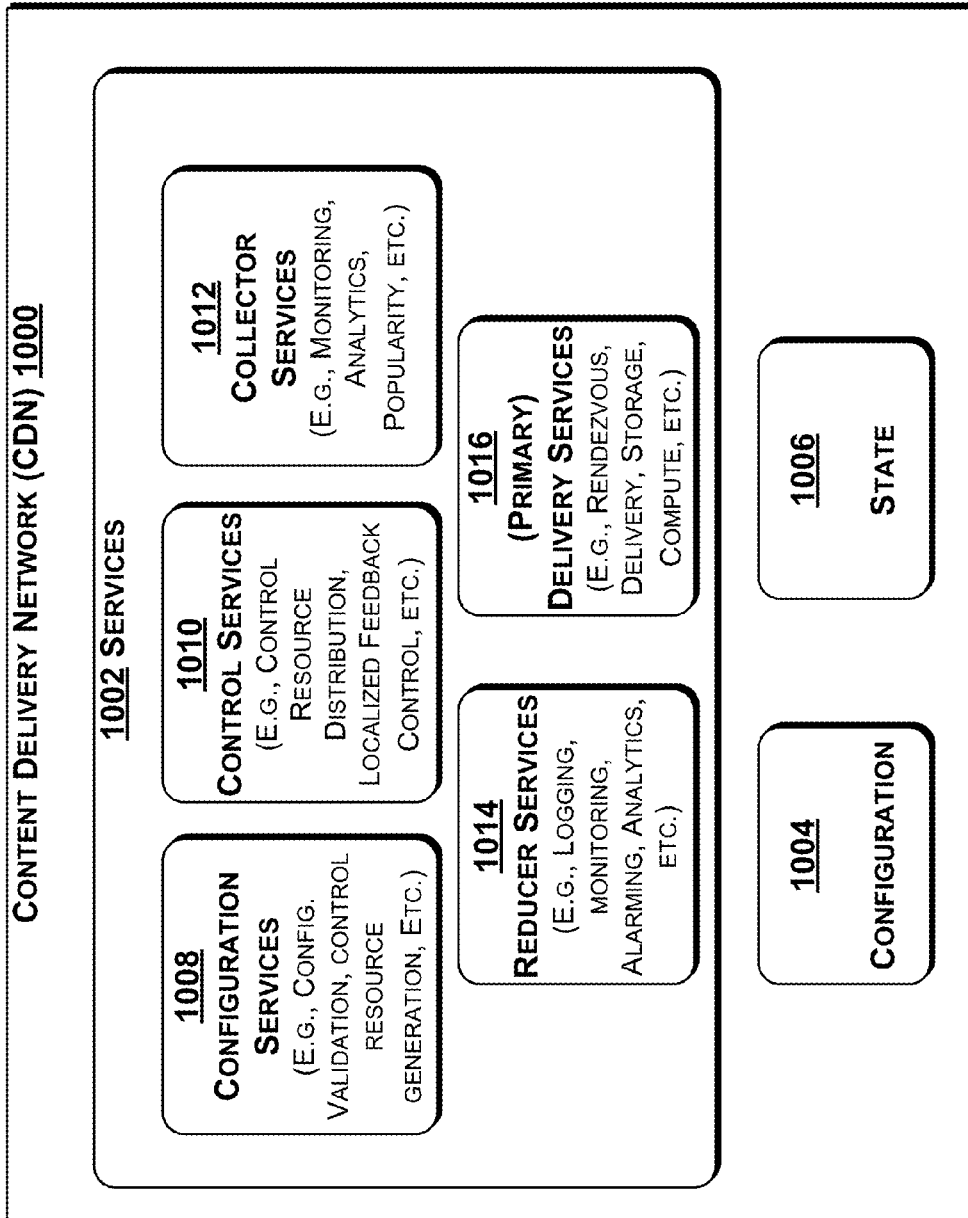 CONTENT DELIVERY NETWORK (CDN) 1000
1002 SERVICES
1008
CONFIGURATION
SERVICES
(E.G., CONFIG.
VALIDATION, CONTROL
RESOURCE
GENERATION, ETC.)
1010
CONTROL SERVICES
(E.G., CONTROL
RESOURCE
DISTRIBUTION,
LOCALIZED FEEDBACK
CONTROL, ETC.)
1012
COLLECTOR
SERVICES
(E.G., MONITORING,
ANALYTICS,
POPULARITY, ETC.)
1014
REDUCER SERVICES
(E.G., LOGGING,
MONITORING,
ALARMING, ANALYTICS,
ETC.)
1016
(PRIMARY)
DELIVERY SERVICES
(E.G., RENDEZVOUS,
DELIVERY, STORAGE,
COMPUTE, ETC.)
1004
CONFIGURATION
1006
STATE